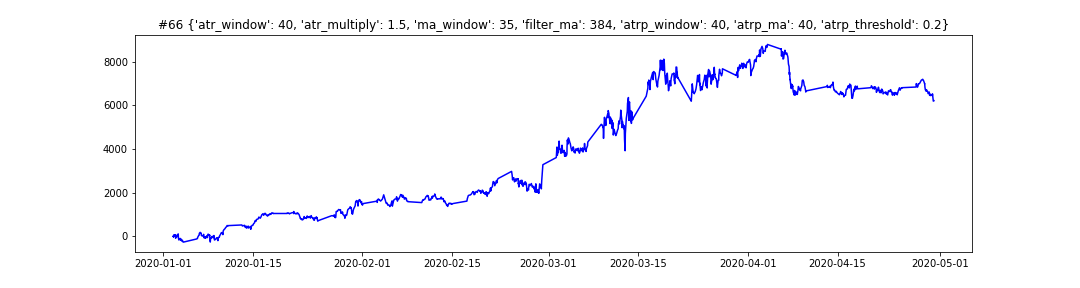 #66 {'atr_window': 40, 'atr_multiply': 1.5, 'ma_window': 35, 'filter_ma': 384, 'atrp_window': 40, 'atrp_ma': 40, 'atrp_threshold': 0.2}
8000
6000
4000
2000
0
2020-01-01 2020-01-15 2020-02-01 2020-02-15 2020-03-01 2020-03-15 2020-04-01 2020-04-15 2020-05-01